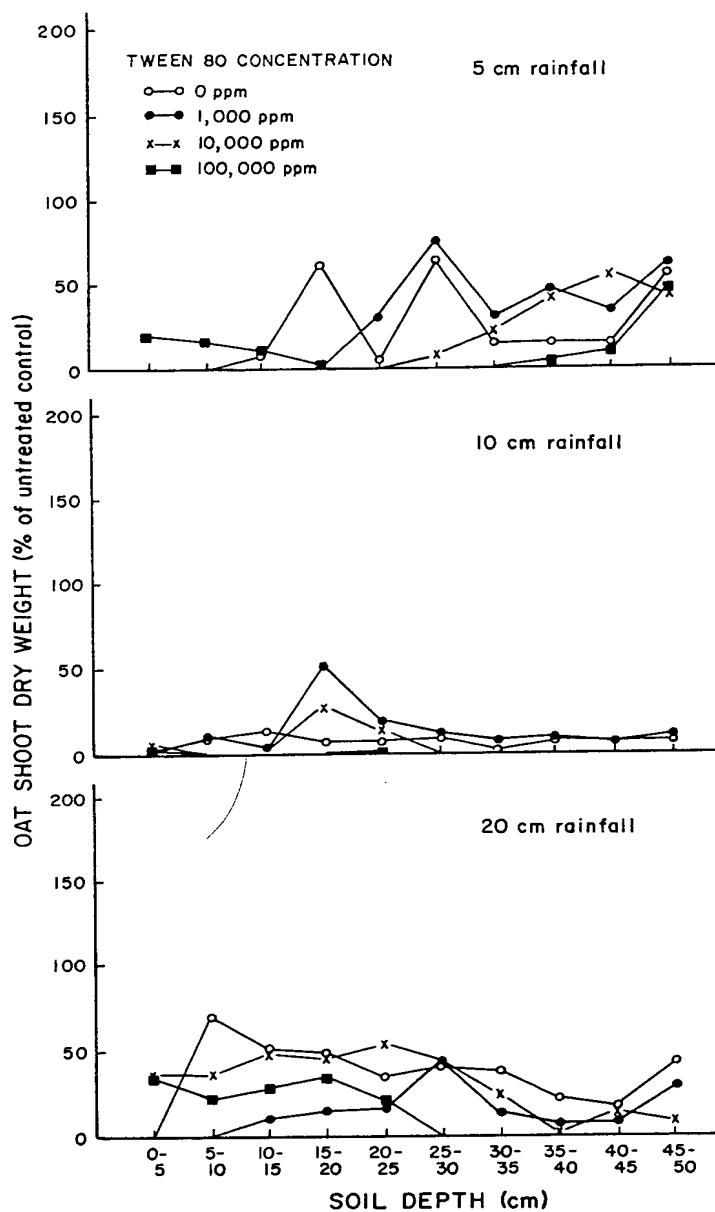 OAT SHOOT DRY WEIGHT (% of untreated control)
200
150
100
50
0
TWEEN 80 CONCENTRATION
0 ppm
1,000 ppm
10,000 ppm
100,000 ppm
5 cm rainfall
200
150
100
50
0
10 cm rainfall
200
150
100
50
0
20 cm rainfall
0-5
5-10
10-15
15-20
20-25
25-30
30-35
35-40
40-45
45-50
SOIL DEPTH (cm)